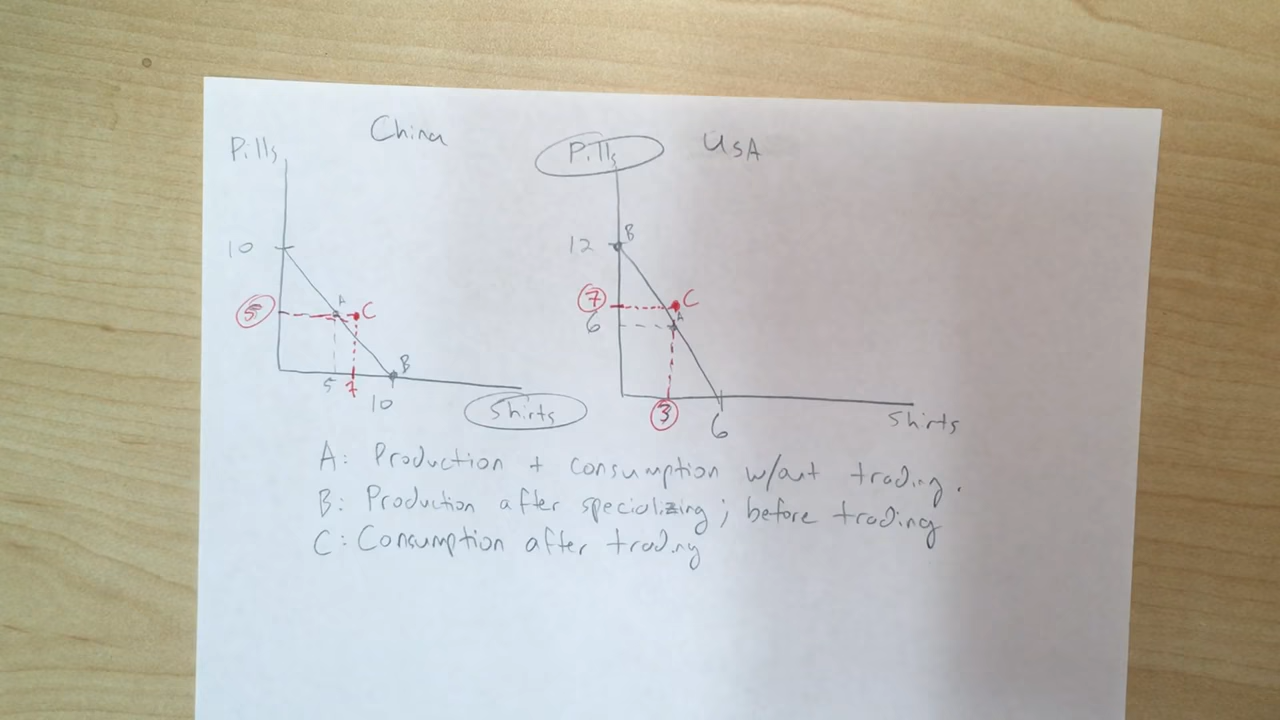 China
Pills
10
5
A
C
B
5
7
10
Shirts
USA
Pills
12
B
7
C
6
A
3
6
Shirts
A: Production + consumption w/out trading.
B: Production after specializing; before trading
C: Consumption after trading